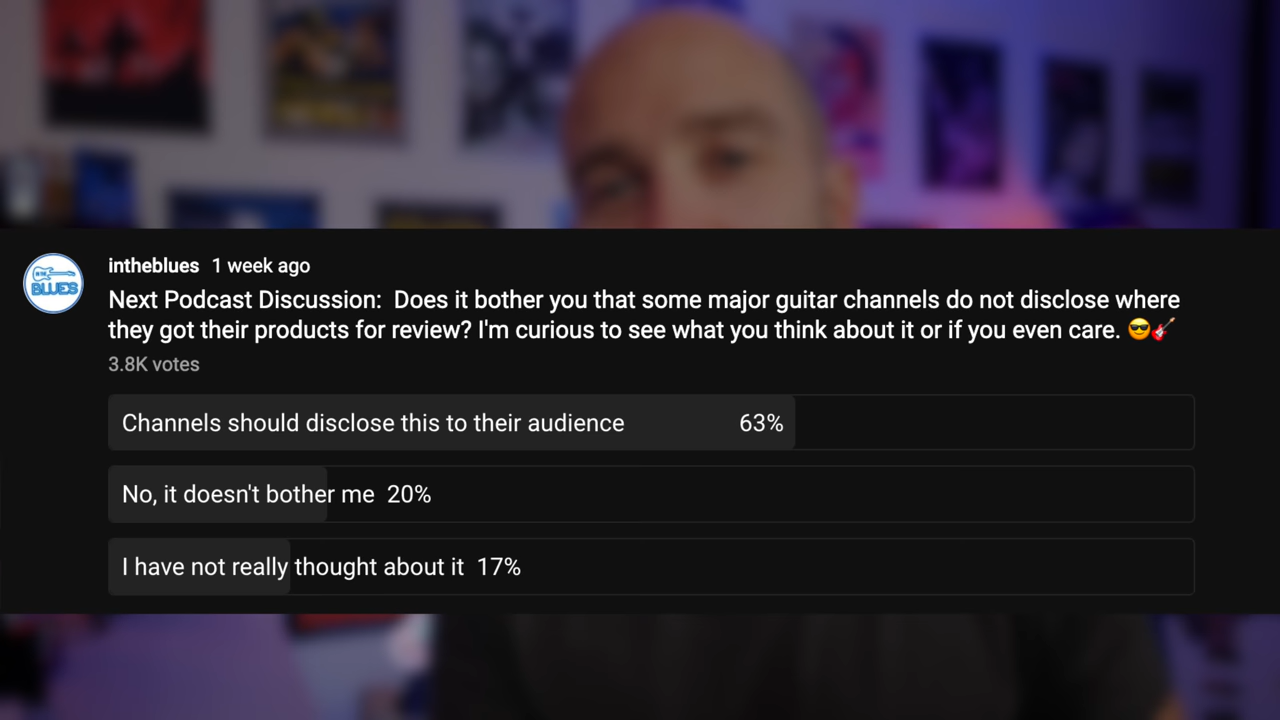 intheblues 1 week ago
Next Podcast Discussion: Does it bother you that some major guitar channels do not disclose where
they got their products for review? I'm curious to see what you think about it or if you even care. 😎🎸
3.8K votes
Channels should disclose this to their audience 63%
No, it doesn't bother me 20%
I have not really thought about it 17%
IN THE
BLUES